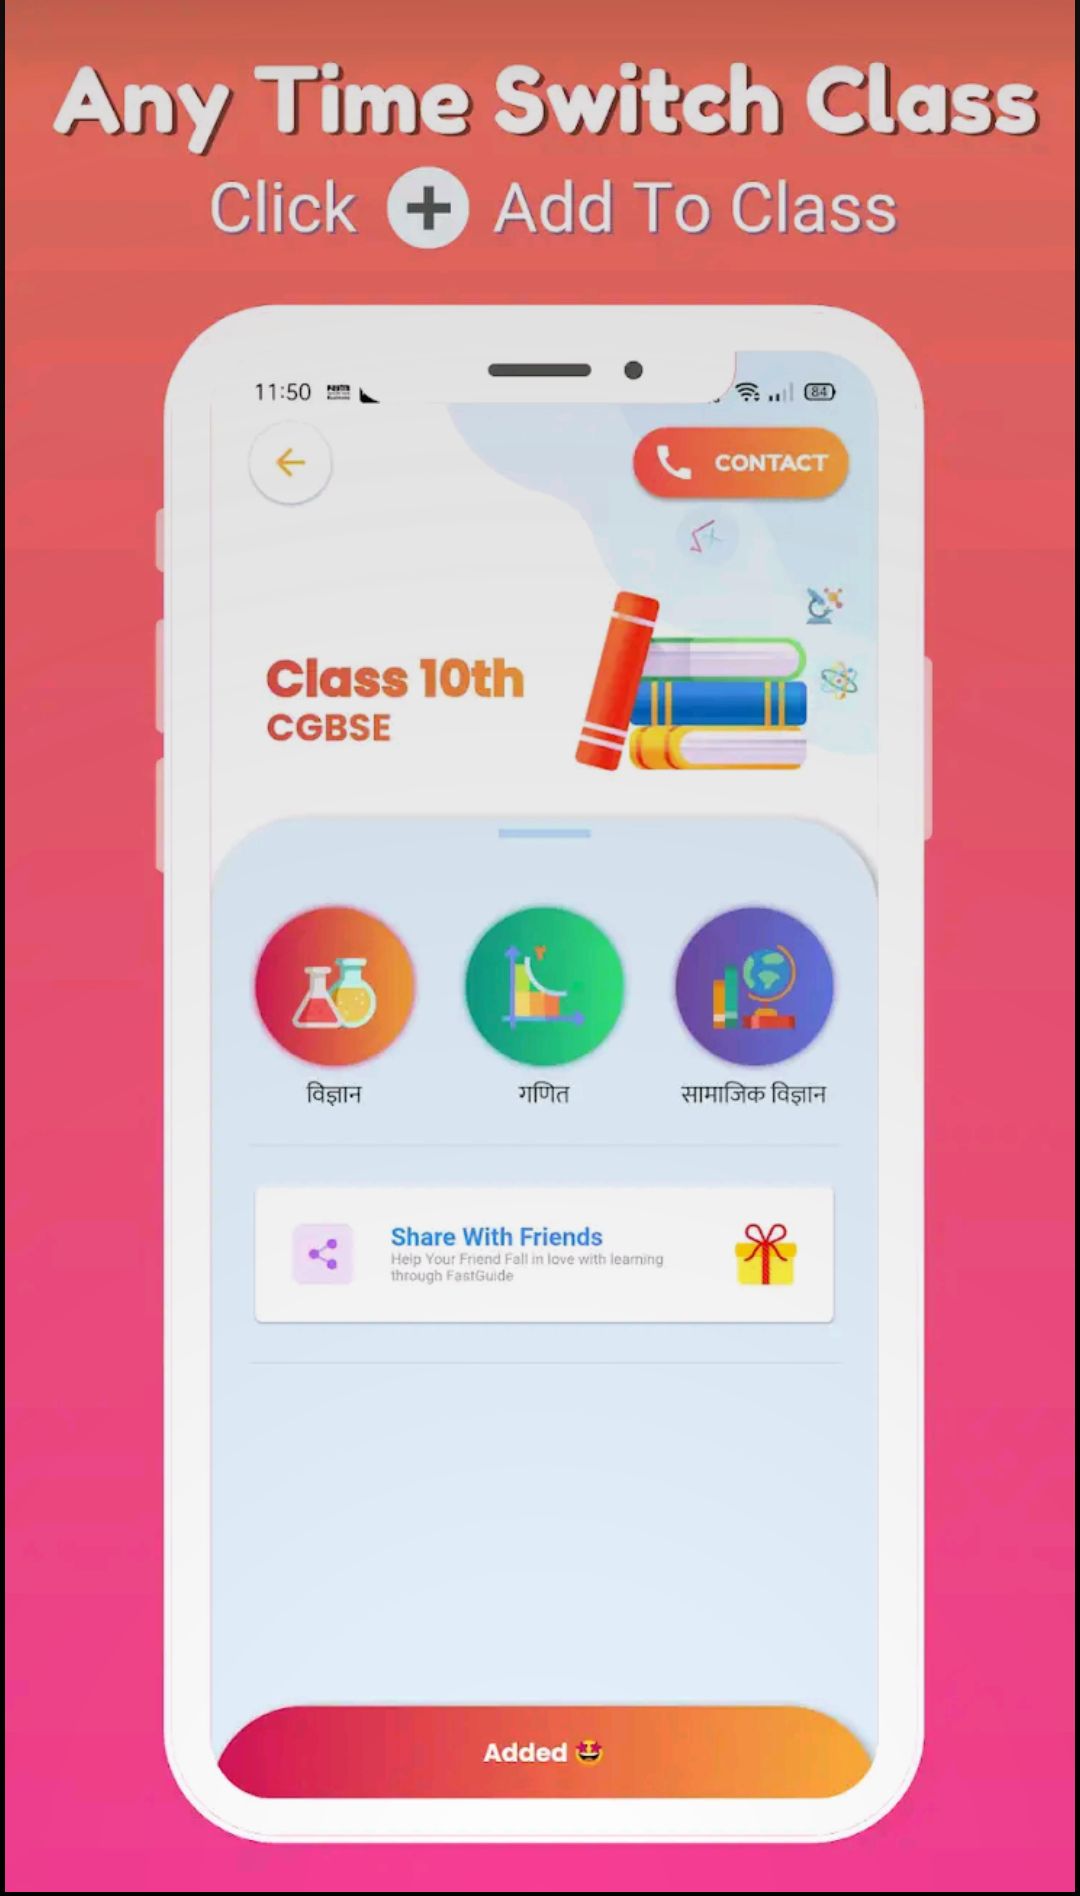 Any Time Switch Class
Click + Add To Class
11:50
84
CONTACT
Class 10th
CGBSE
विज्ञान
गणित
सामाजिक विज्ञान
Share With Friends
Help Your Friend Fall in love with learning
through FastGuide
Added 🤩